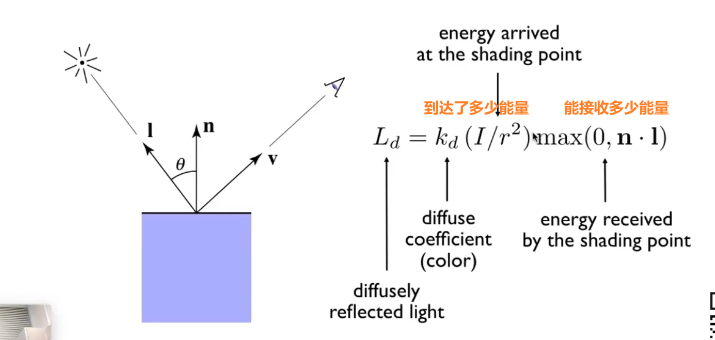 energy arrived
at the shading point
到达了多少能量
能接收多少能量
l
n
θ
v
L_d = k_d (I/r²) max(0, n · l)
diffuse
coefficient
(color)
energy received
by the shading point
diffusely
reflected light